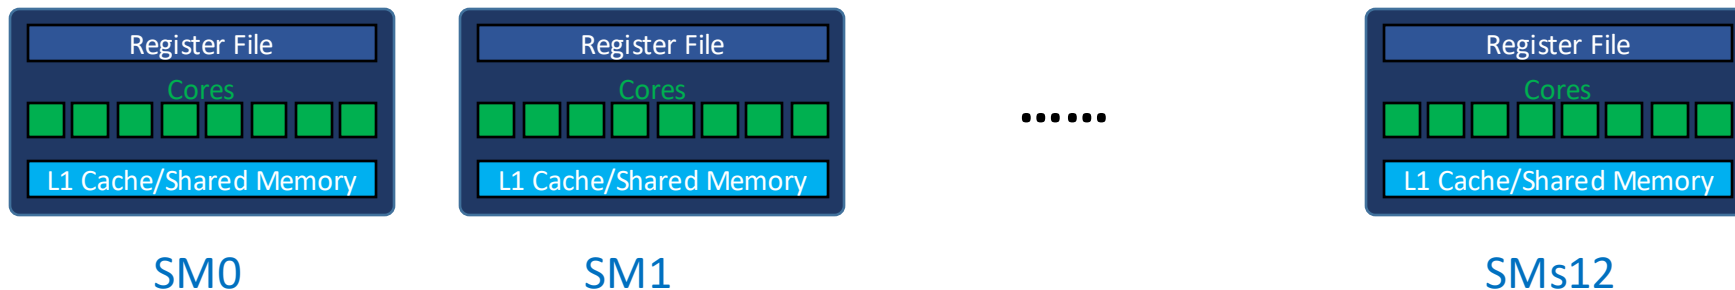 Register File
Cores
L1 Cache/Shared Memory
SM0
Register File
Cores
L1 Cache/Shared Memory
SM1
......
Register File
Cores
L1 Cache/Shared Memory
SMs12